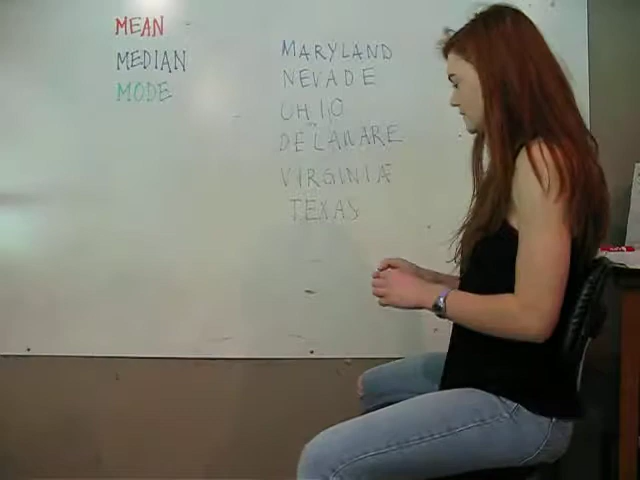 MEAN
MEDIAN
MODE
MARYLAND
NEVADE
OHIO
DELAWARE
VIRGINIA
TEXAS